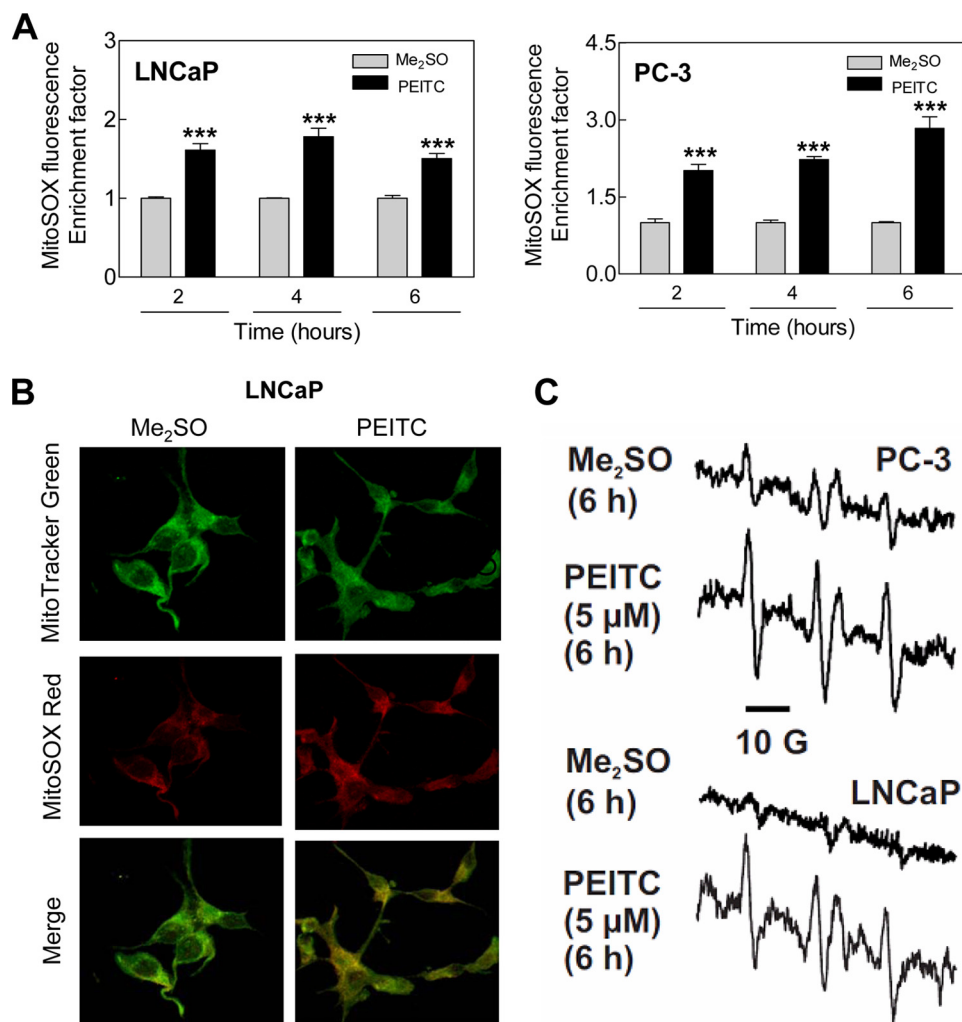 A
MitoSOX fluorescence
Enrichment factor
3
2
1
0
LNCaP
Me₂SO
PEITC
***
***
***
2
4
6
Time (hours)
MitoSOX fluorescence
Enrichment factor
4.5
3.0
1.5
0.0
PC-3
Me₂SO
PEITC
***
***
***
2
4
6
Time (hours)
B
LNCaP
Me₂SO
PEITC
MitoTracker Green
MitoSOX Red
Merge
C
Me₂SO
(6 h)
PC-3
PEITC
(5 µM)
(6 h)
10 G
Me₂SO
(6 h)
LNCaP
PEITC
(5 µM)
(6 h)